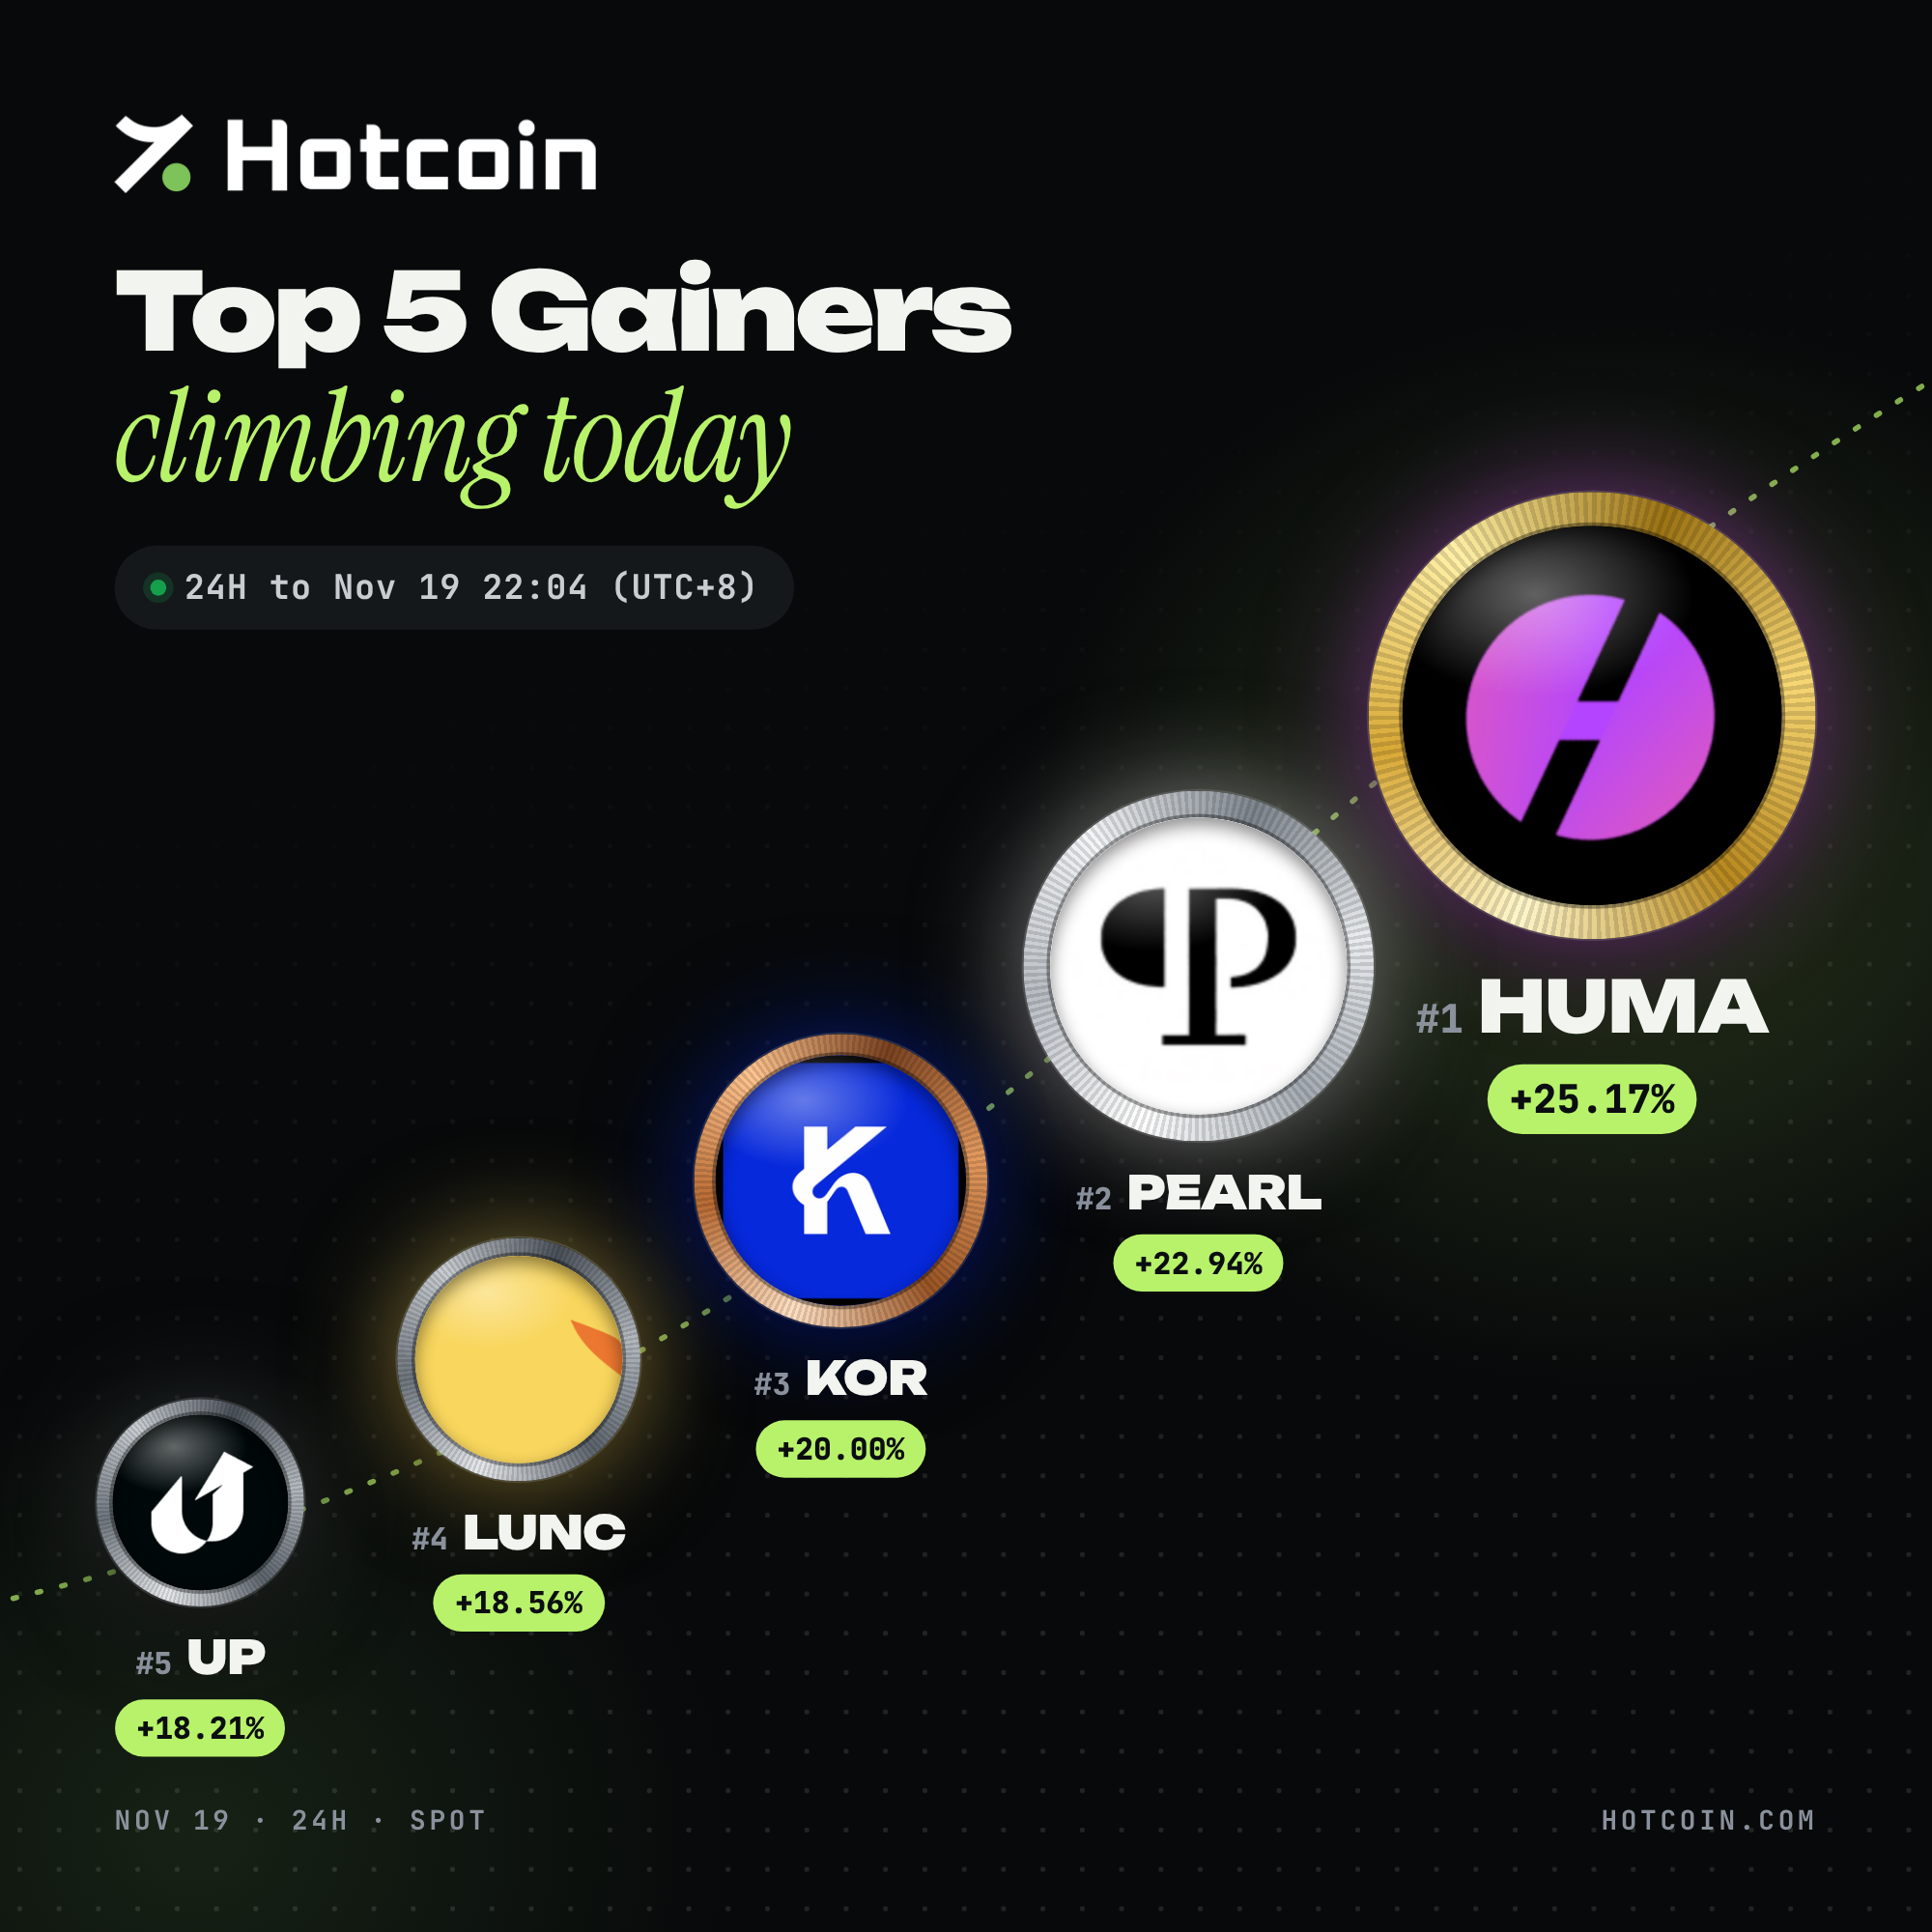 Hotcoin
Top 5 Gainers
climbing today
24H to Nov 19 22:04 (UTC+8)
#1 HUMA
+25.17%
#2 PEARL
+22.94%
#3 KOR
+20.00%
#4 LUNC
+18.56%
#5 UP
+18.21%
NOV 19 · 24H · SPOT
HOTCOIN.COM